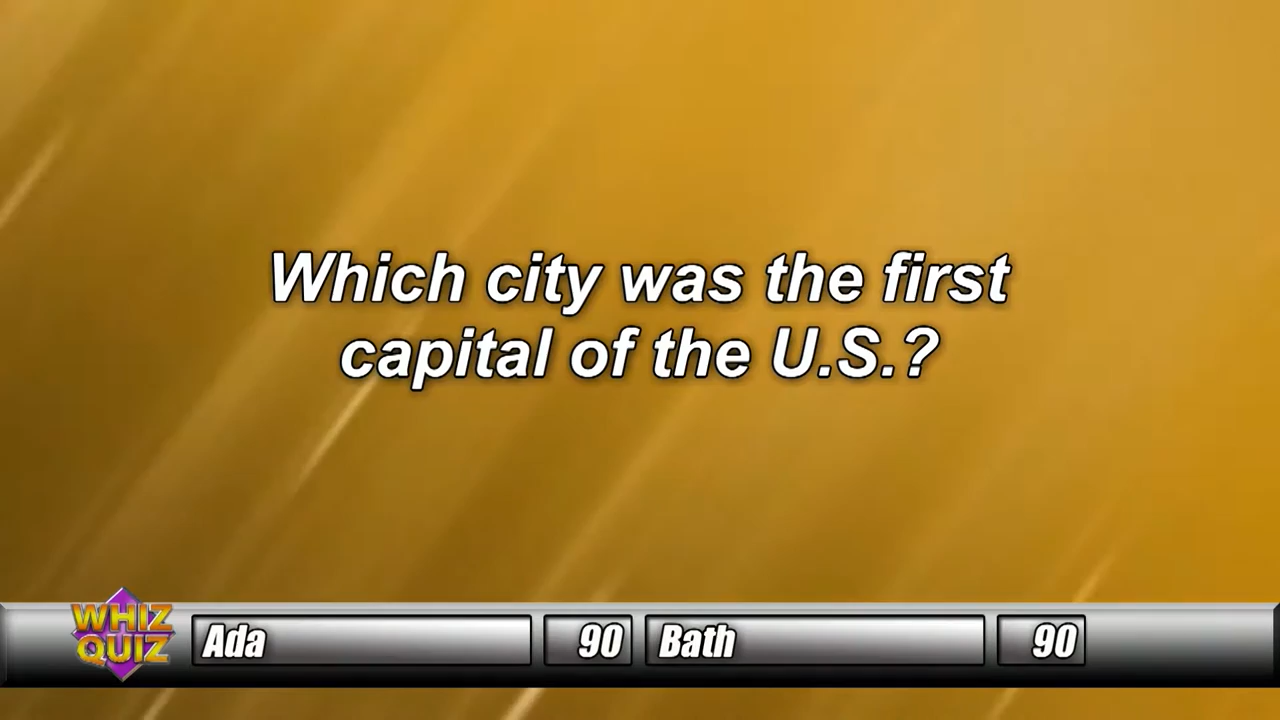 Which city was the first
capital of the U.S.?
WHIZ
QUIZ
Ada
90
Bath
90